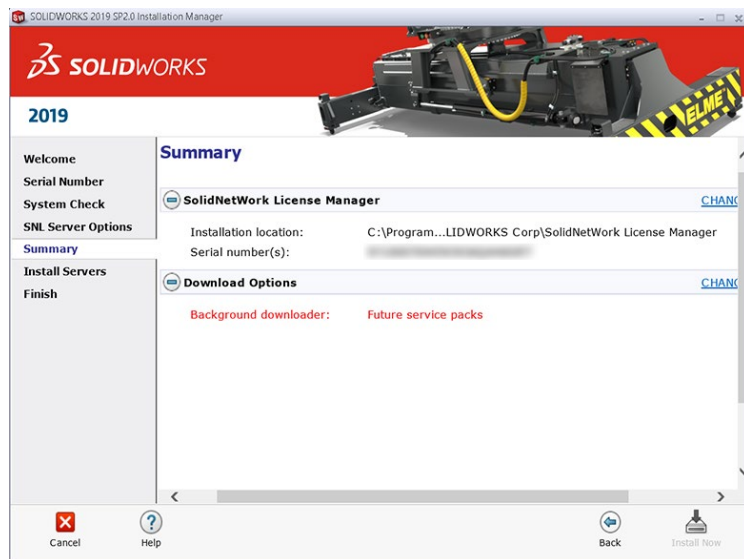 SOLIDWORKS 2019 SP2.0 Installation Manager
SOLIDWORKS
ELME
2019
Welcome
Serial Number
System Check
SNL Server Options
Summary
Install Servers
Finish
Summary
SolidNetWork License Manager CHANG
Installation location: C:\Program...LIDWORKS Corp\SolidNetWork License Manager
Serial number(s):
Download Options CHANG
Background downloader: Future service packs
Cancel
Help
Back
Install Now